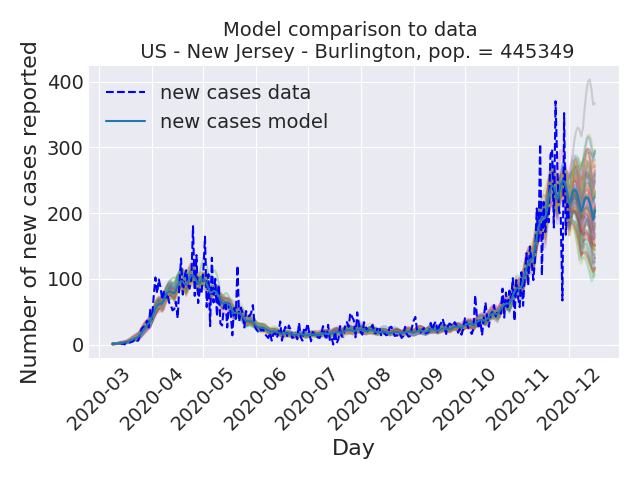 Model comparison to data
US - New Jersey - Burlington, pop. = 445349
new cases data
new cases model
Number of new cases reported
400
300
200
100
0
2020-03
2020-04
2020-05
2020-06
2020-07
2020-08
2020-09
2020-10
2020-11
2020-12
Day